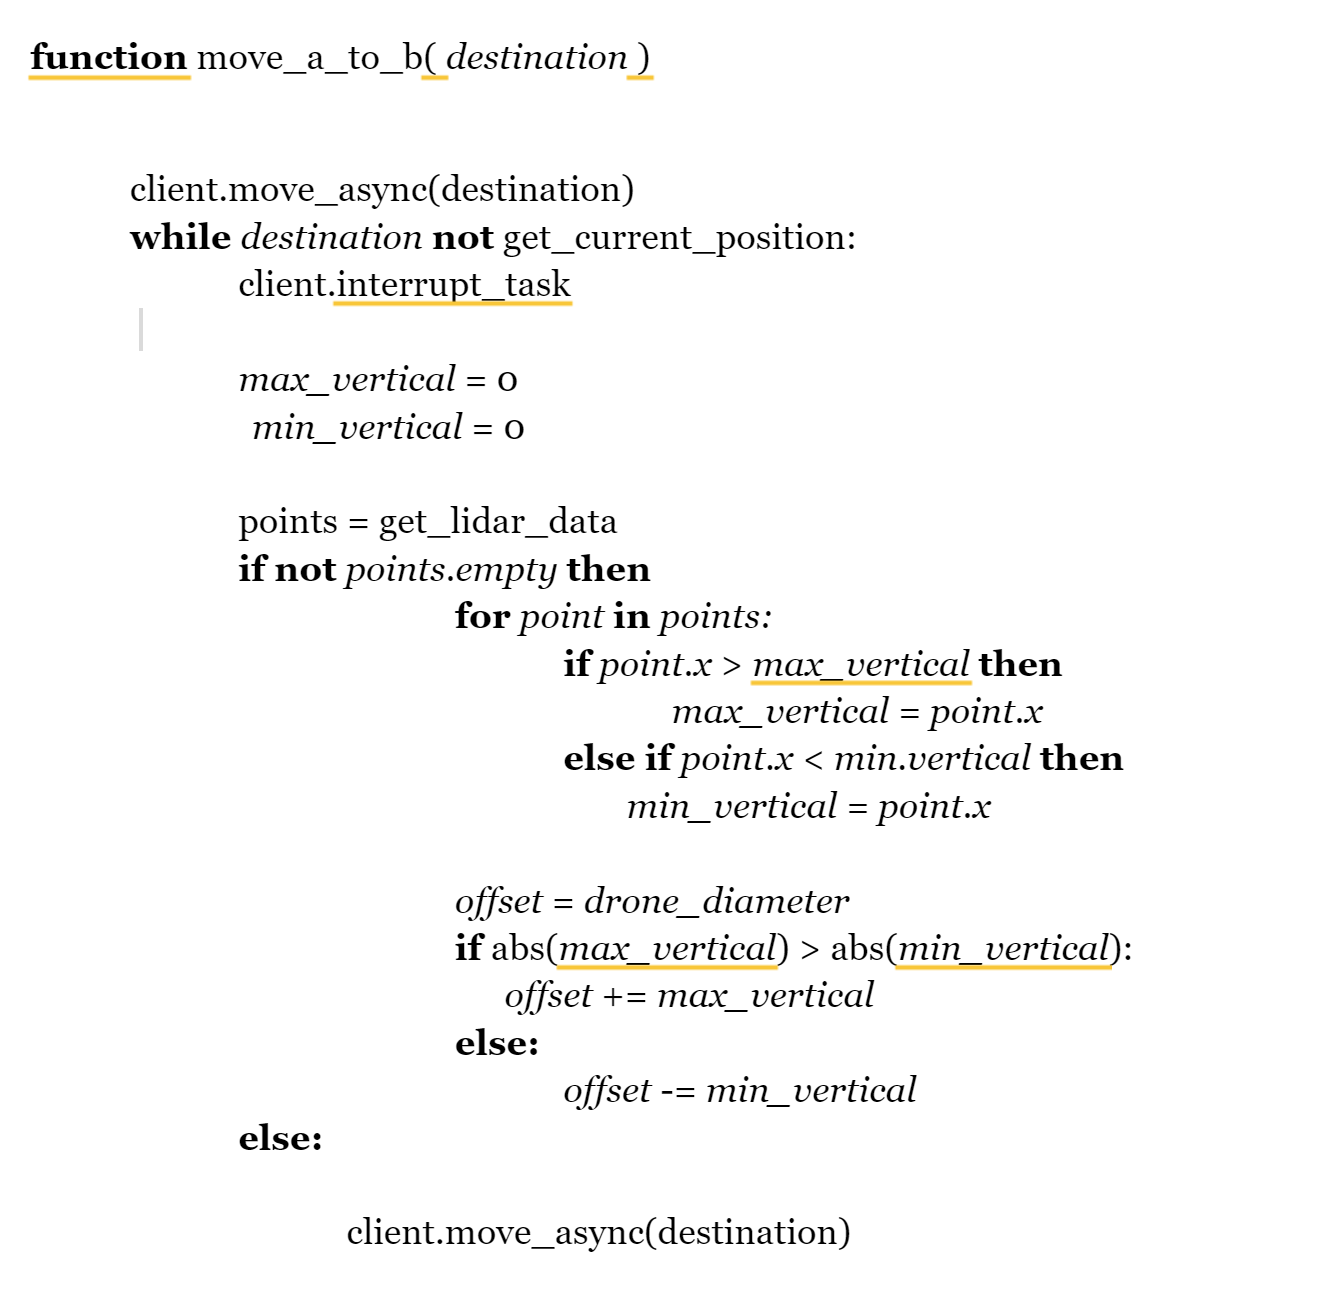 function move_a_to_b( destination )
client.move_async(destination)
while destination not get_current_position:
client.interrupt_task
max_vertical = 0
min_vertical = 0
points = get_lidar_data
if not points.empty then
for point in points:
if point.x > max_vertical then
max_vertical = point.x
else if point.x < min.vertical then
min_vertical = point.x
offset = drone_diameter
if abs(max_vertical) > abs(min_vertical):
offset += max_vertical
else:
offset -= min_vertical
else:
client.move_async(destination)